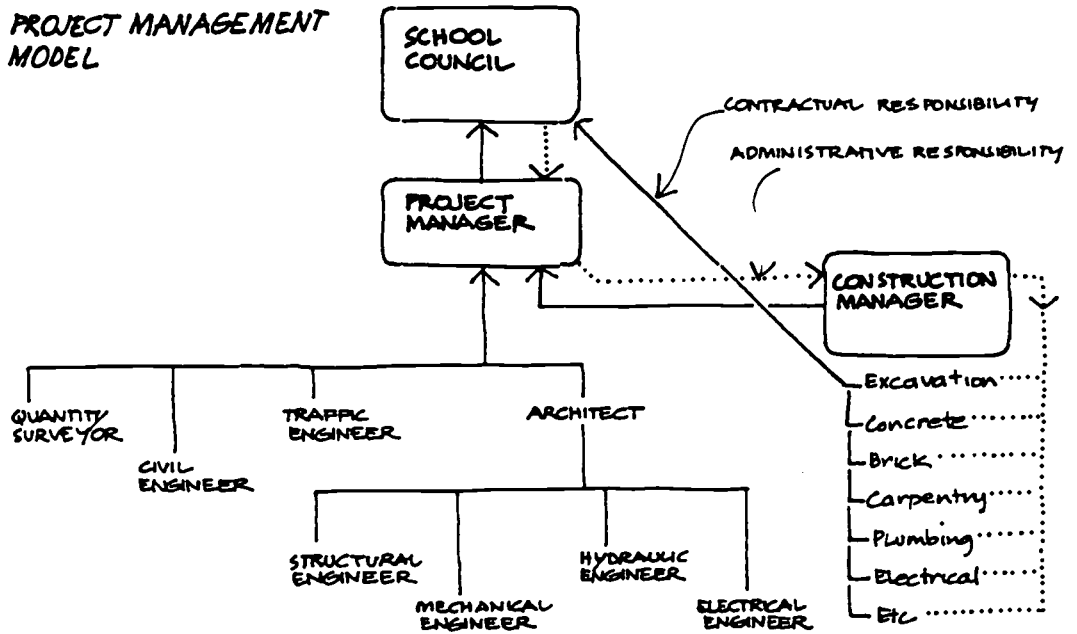 PROJECT MANAGEMENT
MODEL
SCHOOL
COUNCIL
CONTRACTUAL RESPONSIBILITY
ADMINISTRATIVE RESPONSIBILITY
PROJECT
MANAGER
CONSTRUCTION
MANAGER
Excavation
Concrete
Brick
Carpentry
Plumbing
Electrical
Etc
QUANTITY
SURVEYOR
CIVIL
ENGINEER
TRAFFIC
ENGINEER
ARCHITECT
STRUCTURAL
ENGINEER
MECHANICAL
ENGINEER
HYDRAULIC
ENGINEER
ELECTRICAL
ENGINEER